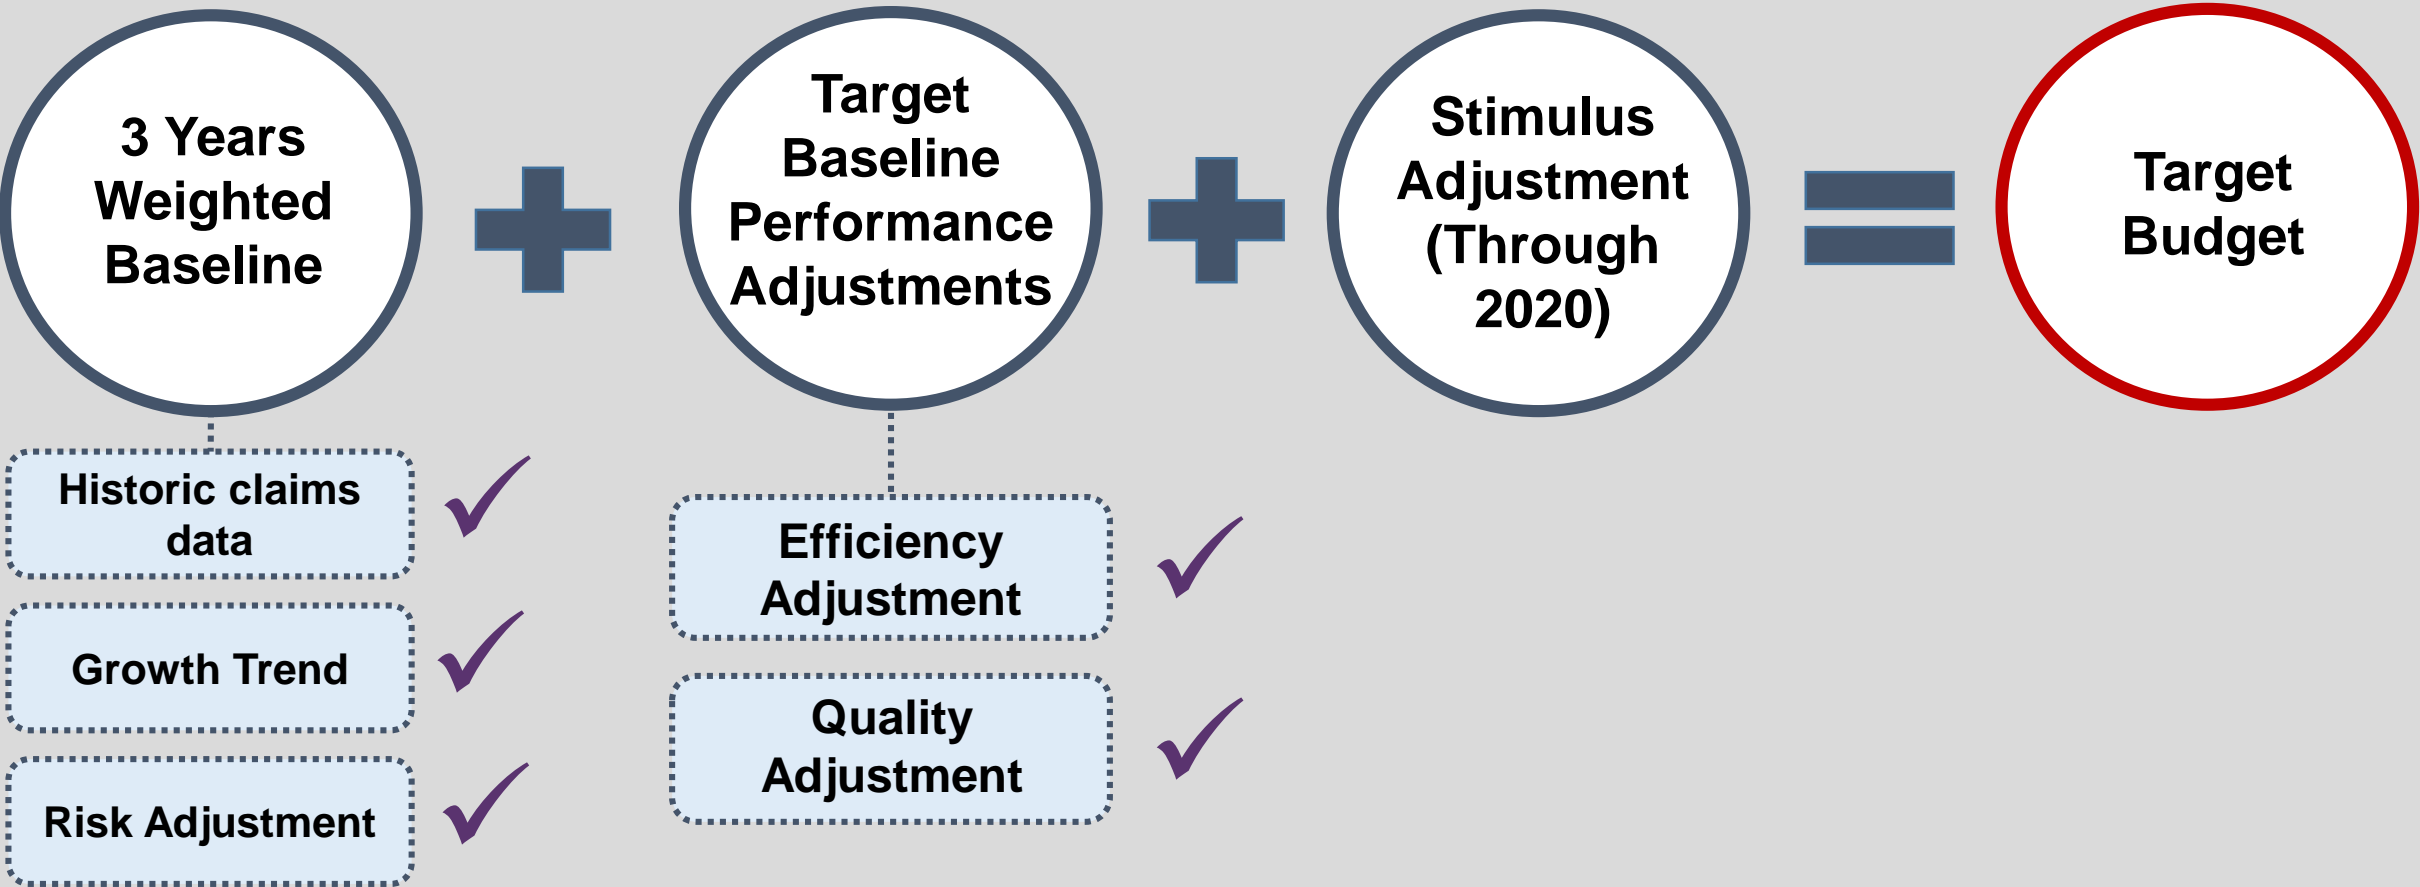 3 Years
Weighted
Baseline
Target
Baseline
Performance
Adjustments
Stimulus
Adjustment
(Through
2020)
Target
Budget
Historic claims
data
Growth Trend
Risk Adjustment
Efficiency
Adjustment
Quality
Adjustment